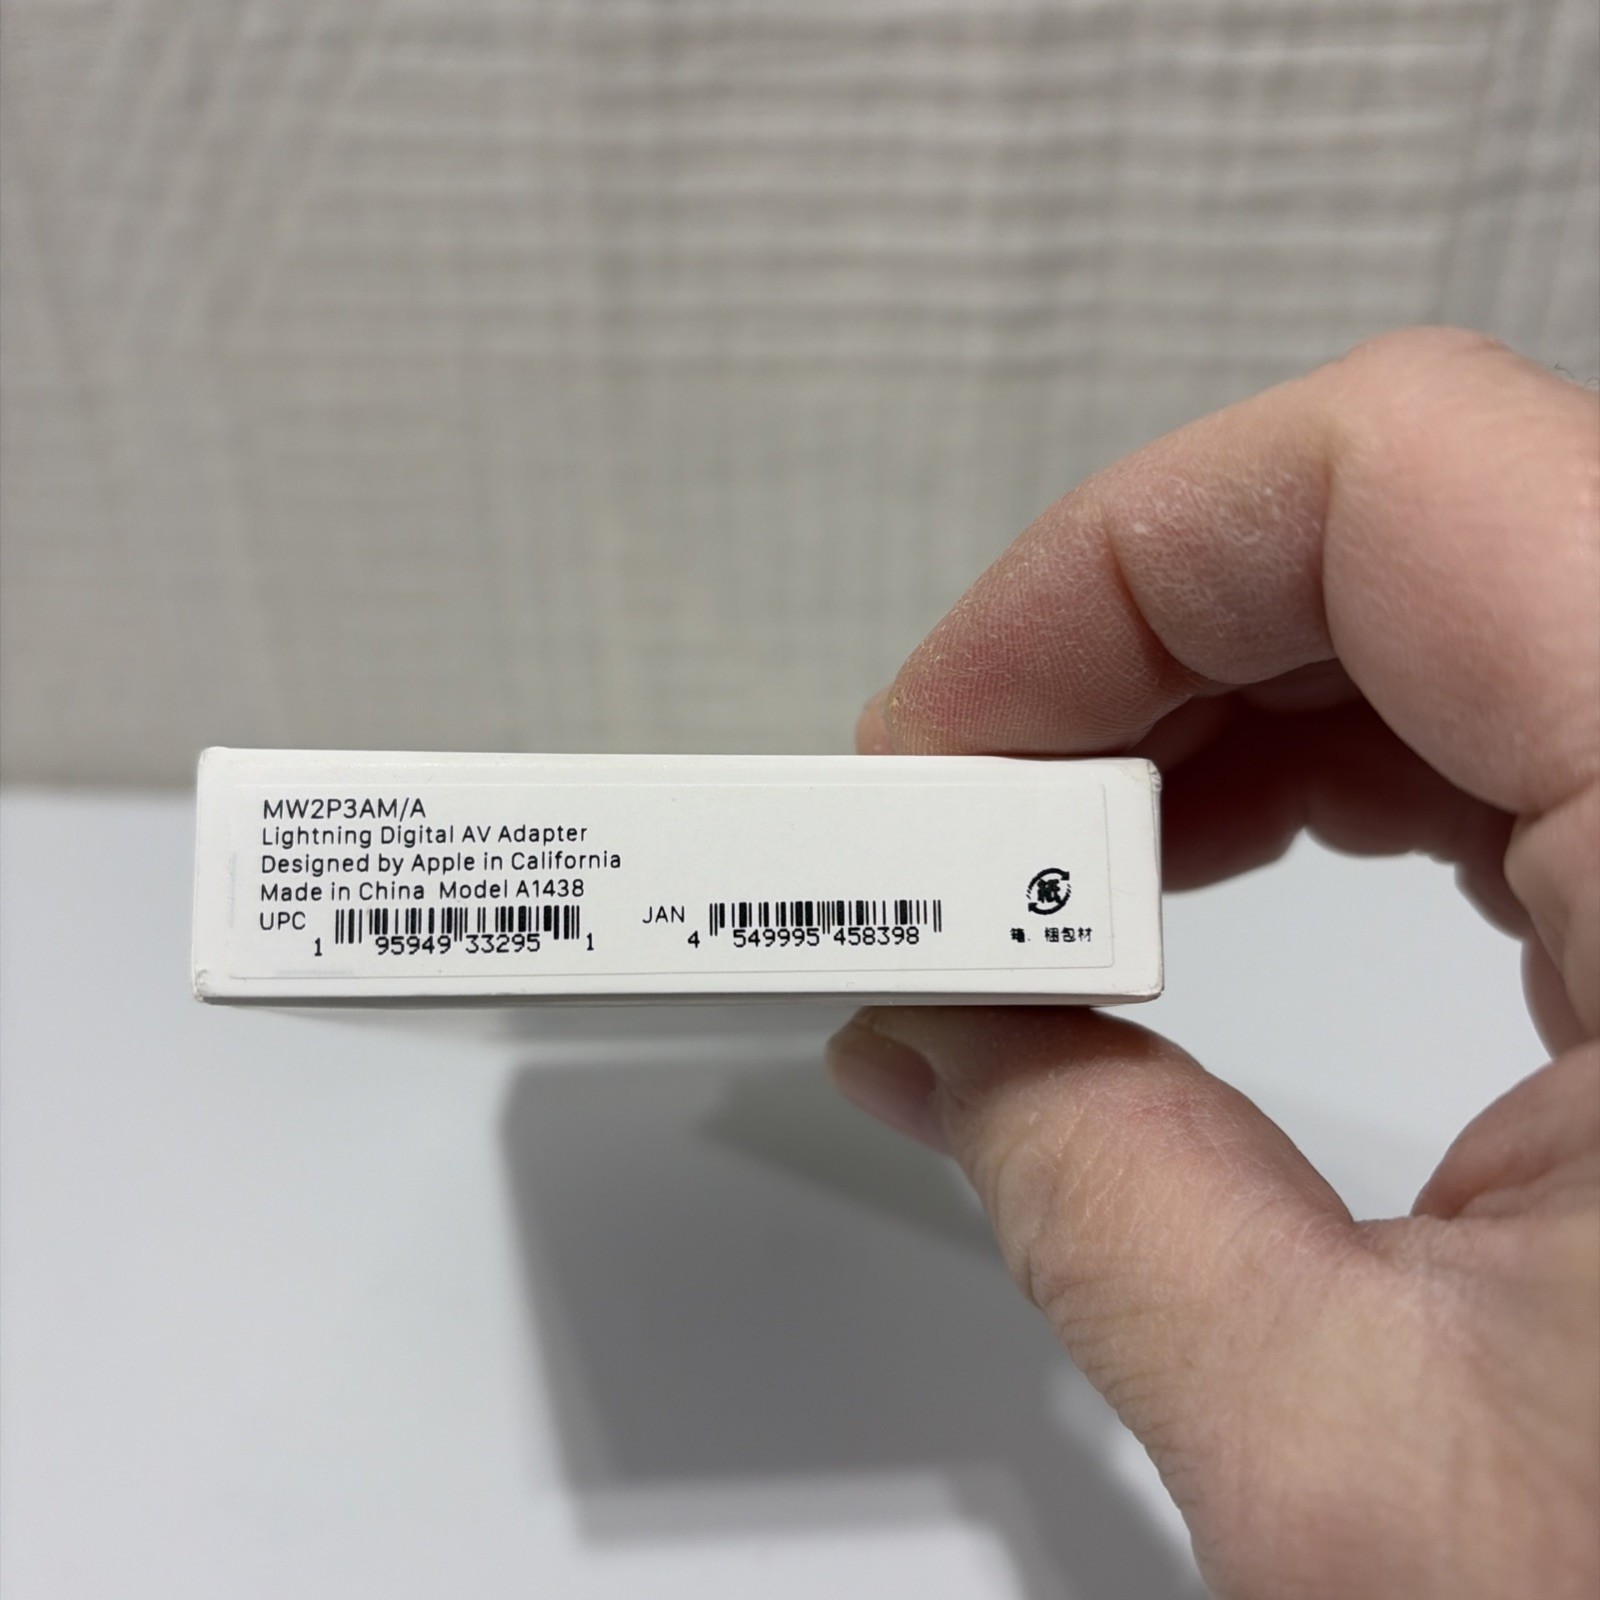 MW2P3AM/A
Lightning Digital AV Adapter
Designed by Apple in California
Made in China Model A1438
UPC 1 95949 33295 1
JAN 4 549995 458398
紙
箱、梱包材